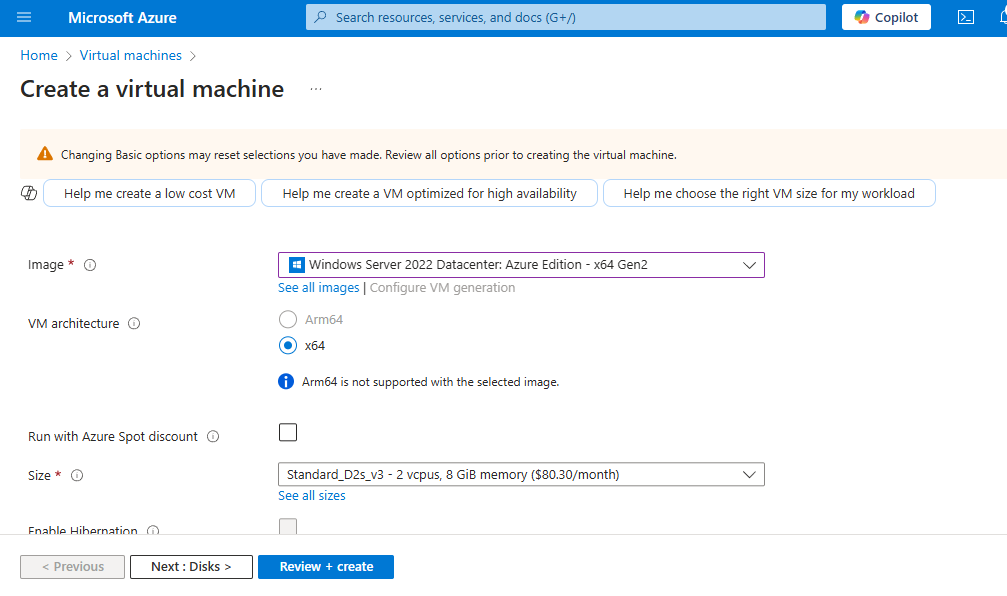 Microsoft Azure
Search resources, services, and docs (G+/)
Copilot
Home > Virtual machines >
Create a virtual machine ...
Changing Basic options may reset selections you have made. Review all options prior to creating the virtual machine.
Help me create a low cost VM
Help me create a VM optimized for high availability
Help me choose the right VM size for my workload
Image *
Windows Server 2022 Datacenter: Azure Edition - x64 Gen2
See all images | Configure VM generation
VM architecture
Arm64
x64
Arm64 is not supported with the selected image.
Run with Azure Spot discount
Size *
Standard_D2s_v3 - 2 vcpus, 8 GiB memory ($80.30/month)
See all sizes
Enable Hibernation
< Previous
Next : Disks >
Review + create